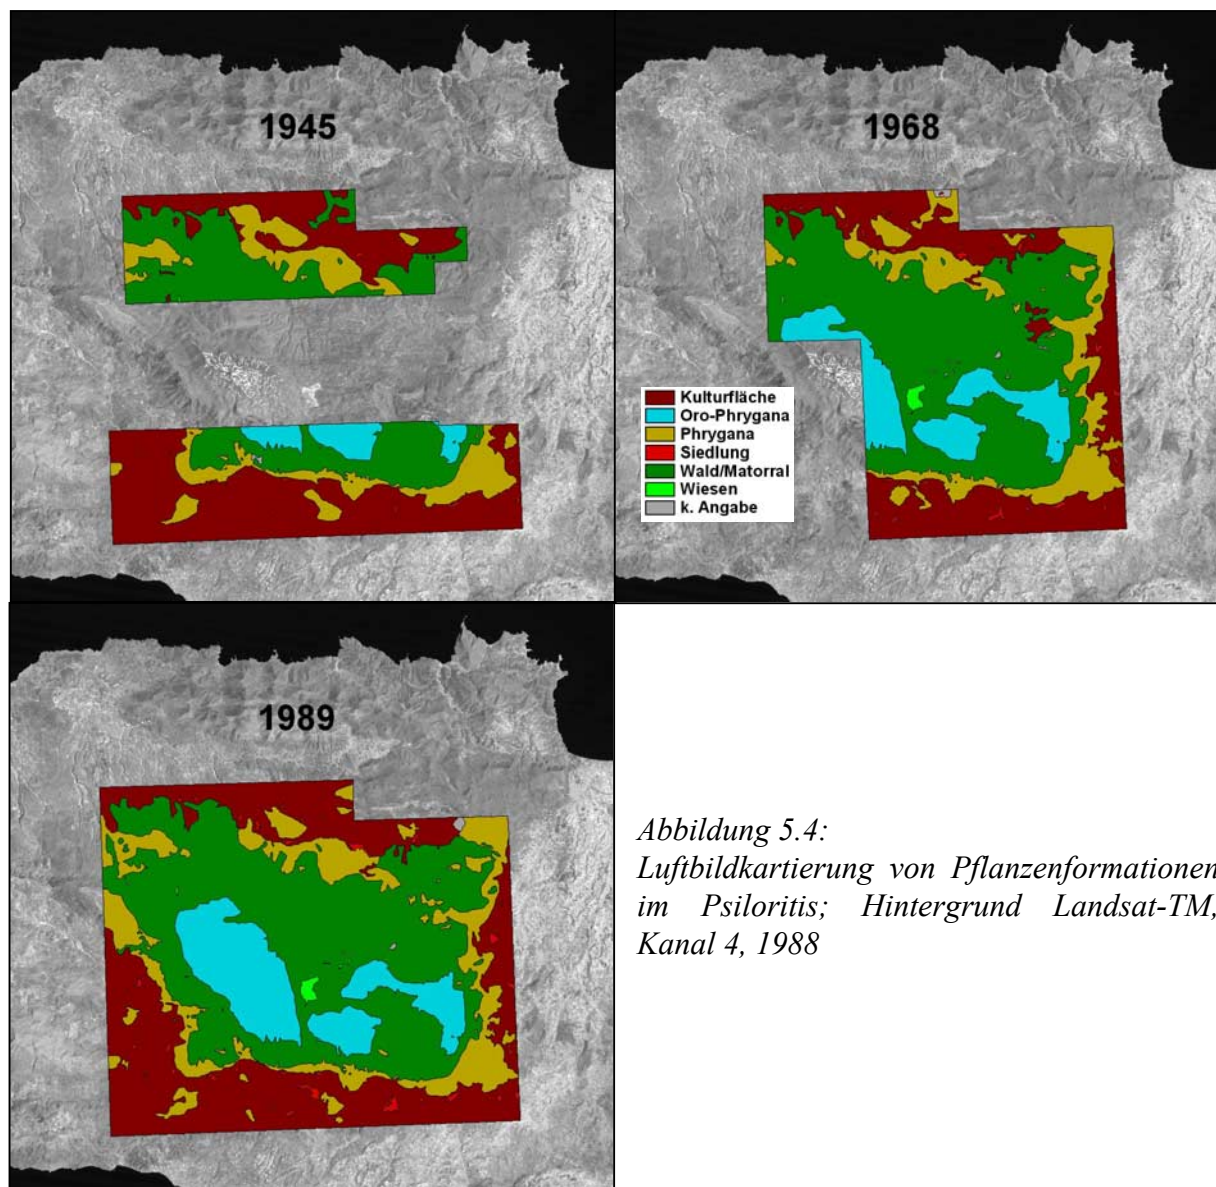 1945
1968
Kulturfläche
Oro-Phrygana
Phrygana
Siedlung
Wald/Matorral
Wiesen
k. Angabe
1989
Abbildung 5.4:
Luftbildkartierung von Pflanzenformationen
im Psiloritis; Hintergrund Landsat-TM,
Kanal 4, 1988